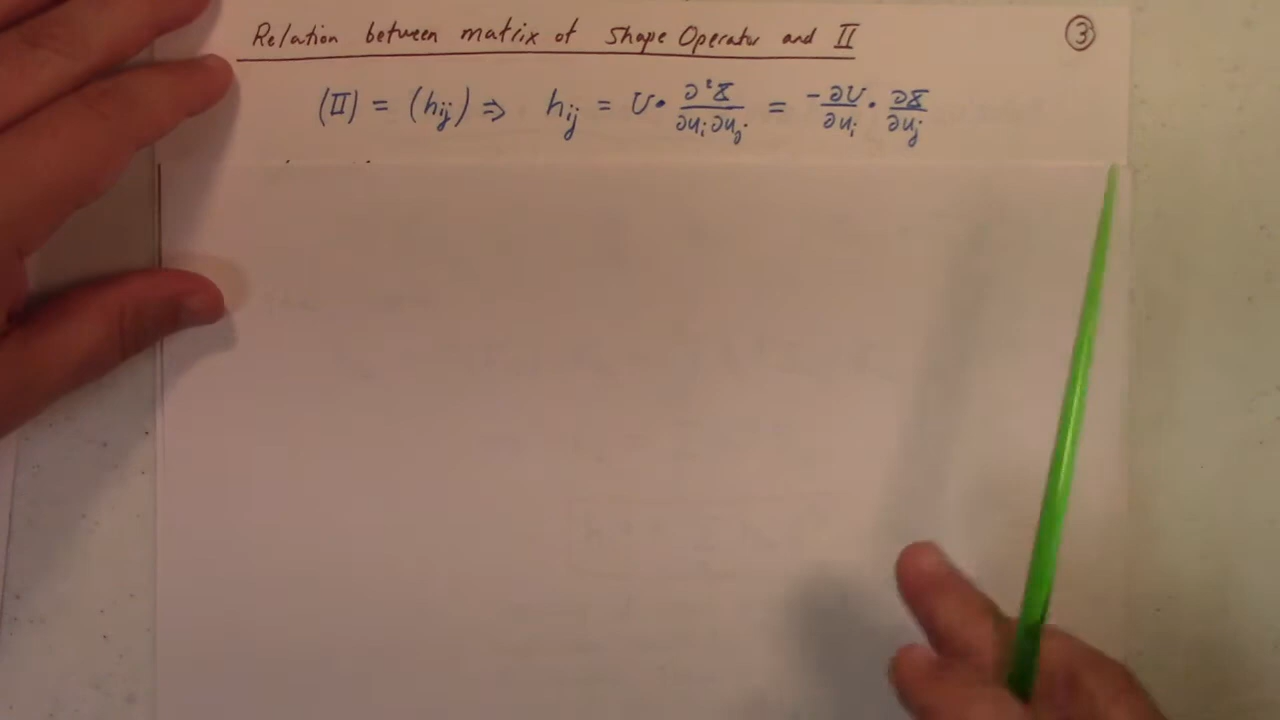 Relation between matrix of Shape Operator and II
③
(II) = (hij) ⇒ hij = U · ∂²X/∂ui ∂uj = -∂U/∂ui · ∂X/∂uj